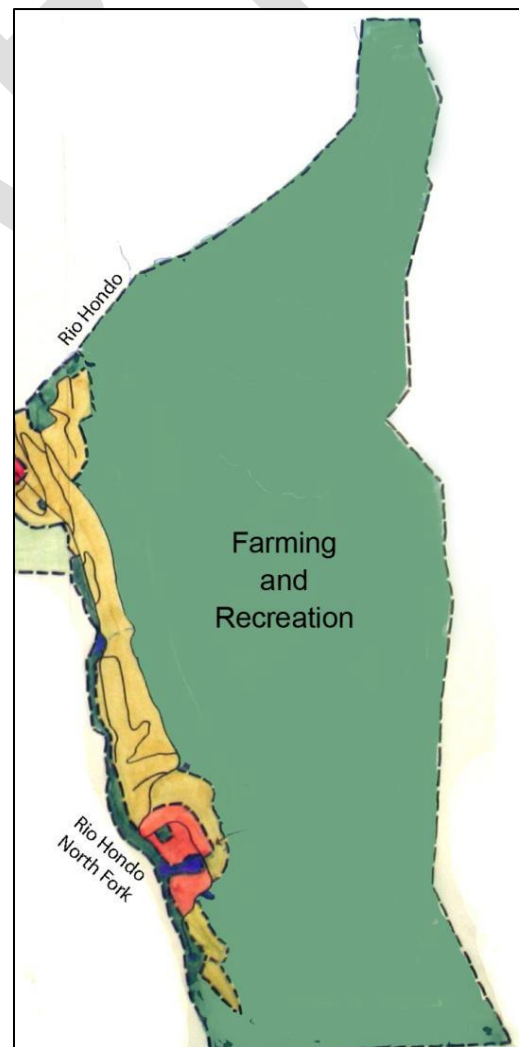 Rio Hondo
Farming
and
Recreation
Rio Hondo
North Fork